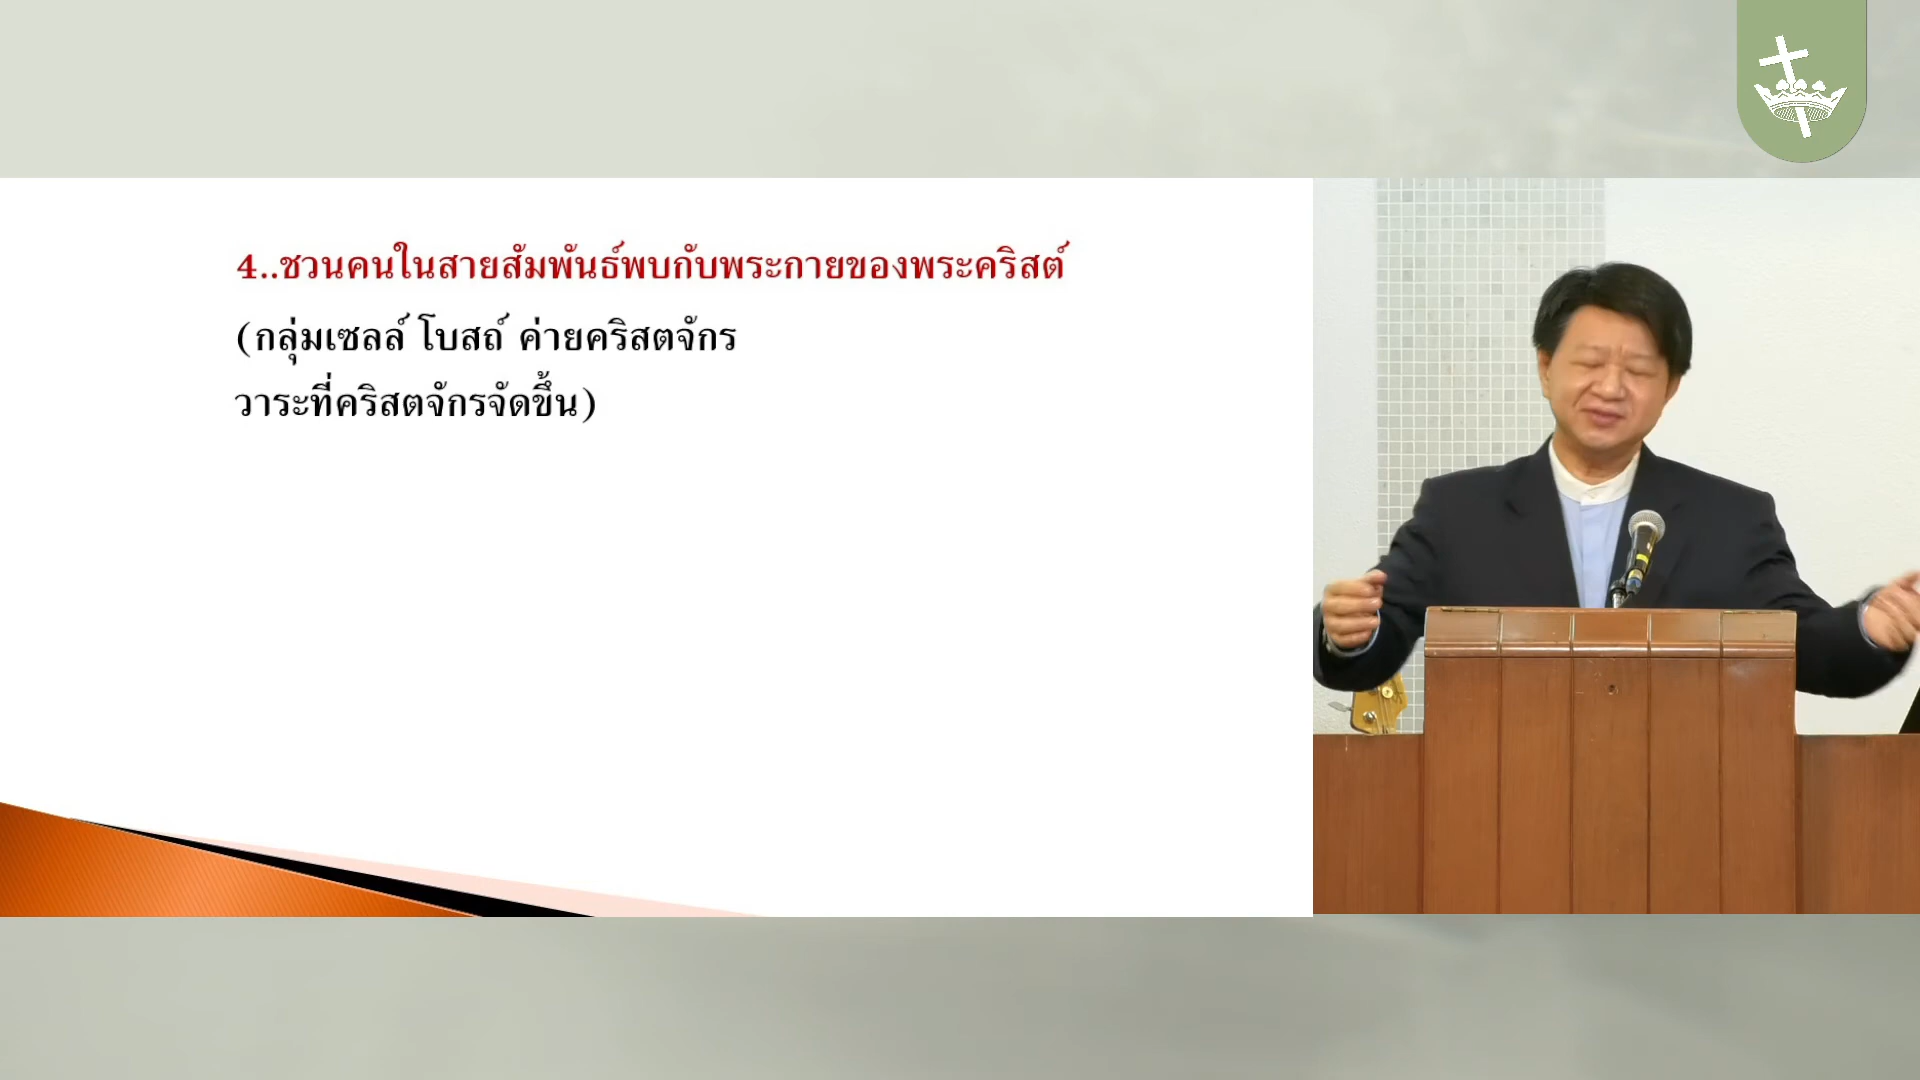 4..ชวนคนในสายสัมพันธ์พบกับพระกายของพระคริสต์
(กลุ่มเซลล์ โบสถ์ ค่ายคริสตจักร
วาระที่คริสตจักรจัดขึ้น)